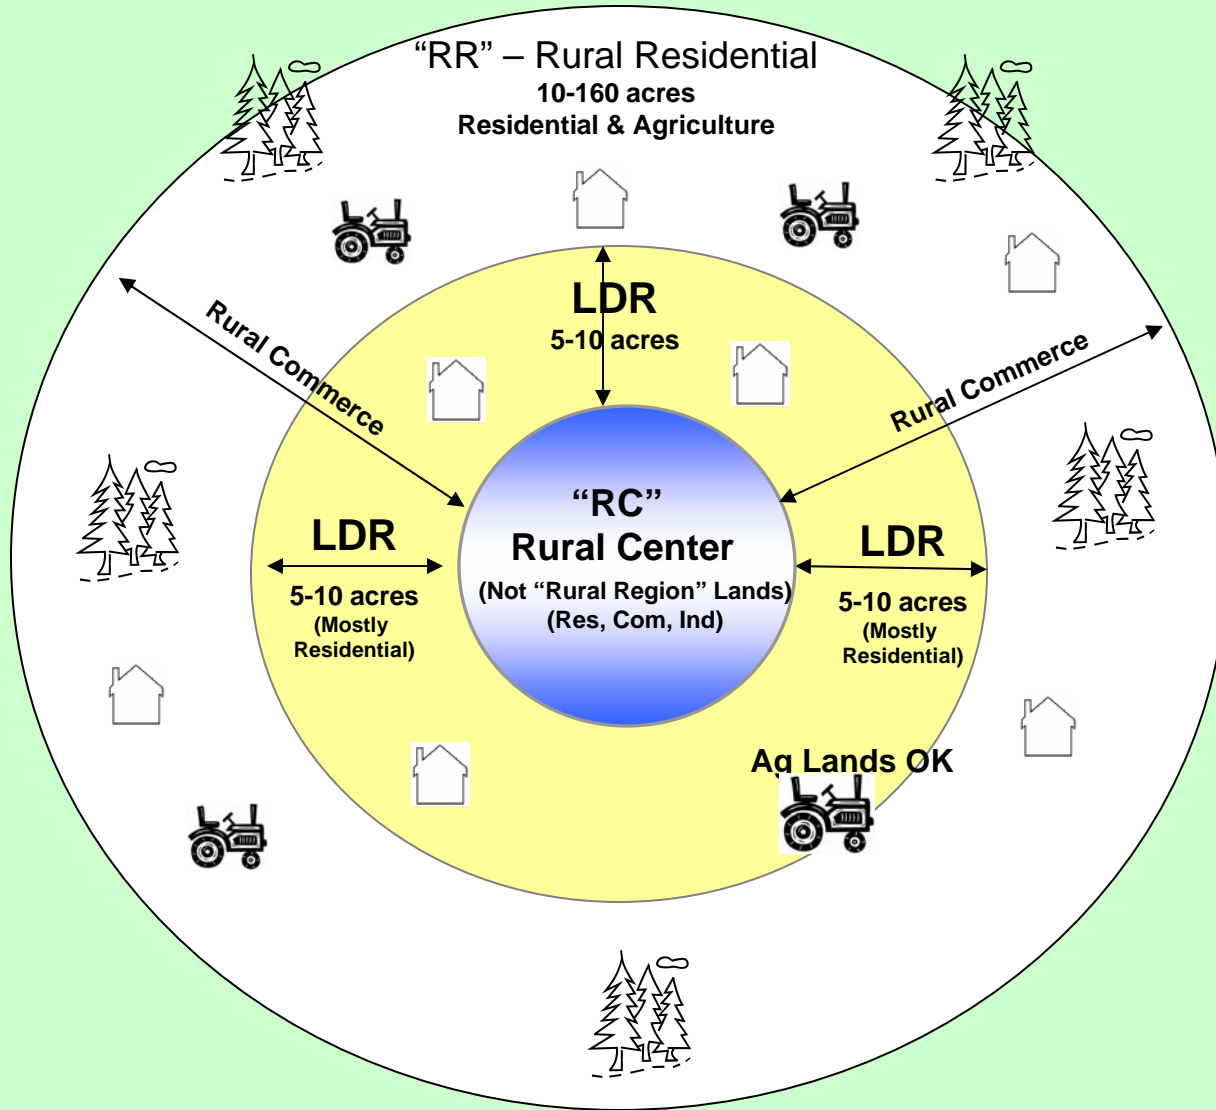 “RR” – Rural Residential
10-160 acres
Residential & Agriculture
LDR
5-10 acres
Rural Commerce
Rural Commerce
“RC”
Rural Center
(Not “Rural Region” Lands)
(Res, Com, Ind)
LDR
5-10 acres
(Mostly
Residential)
LDR
5-10 acres
(Mostly
Residential)
Ag Lands OK